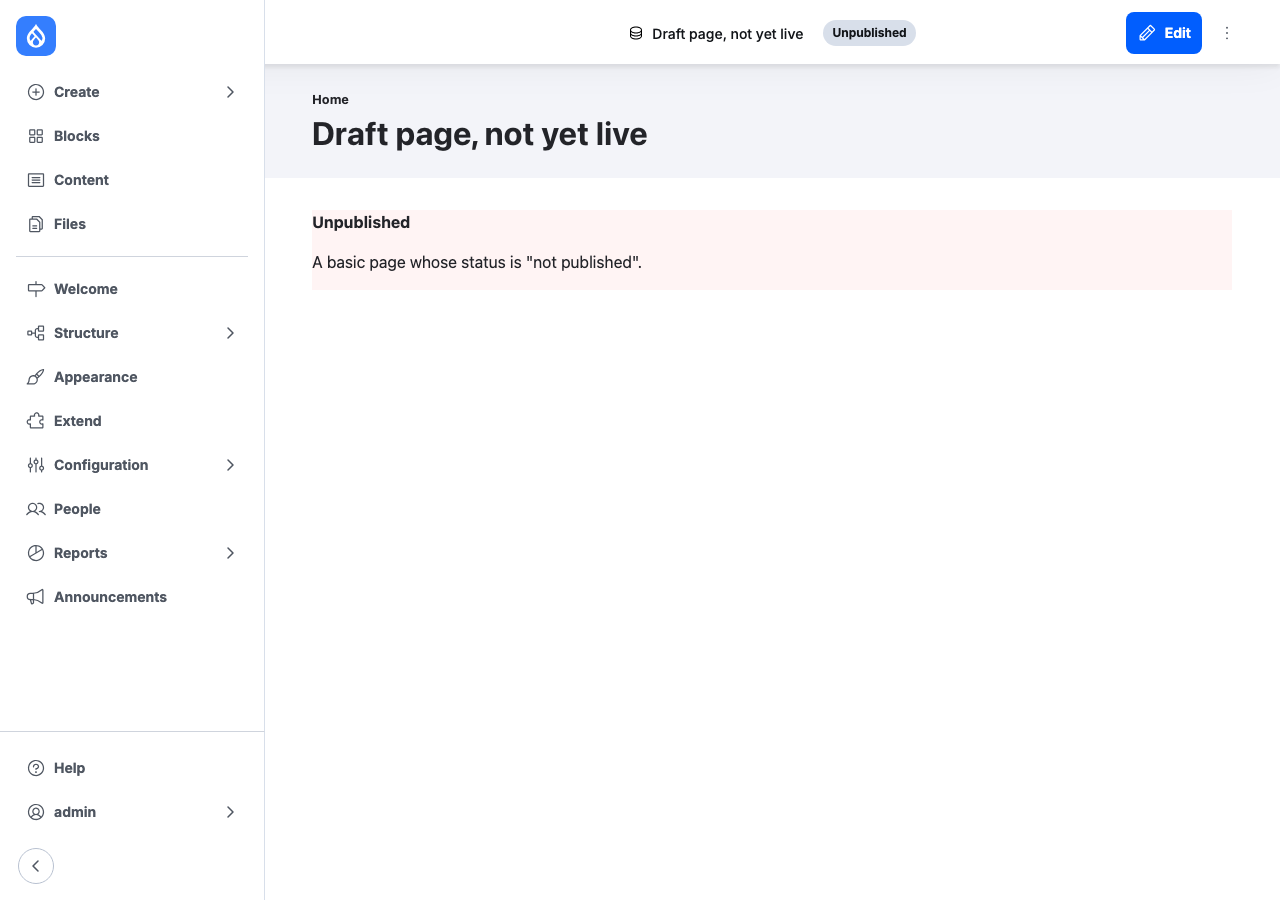 Create
Blocks
Content
Files
Welcome
Structure
Appearance
Extend
Configuration
People
Reports
Announcements
Help
admin
Draft page, not yet live
Unpublished
Edit
Home
Draft page, not yet live
Unpublished
A basic page whose status is "not published".